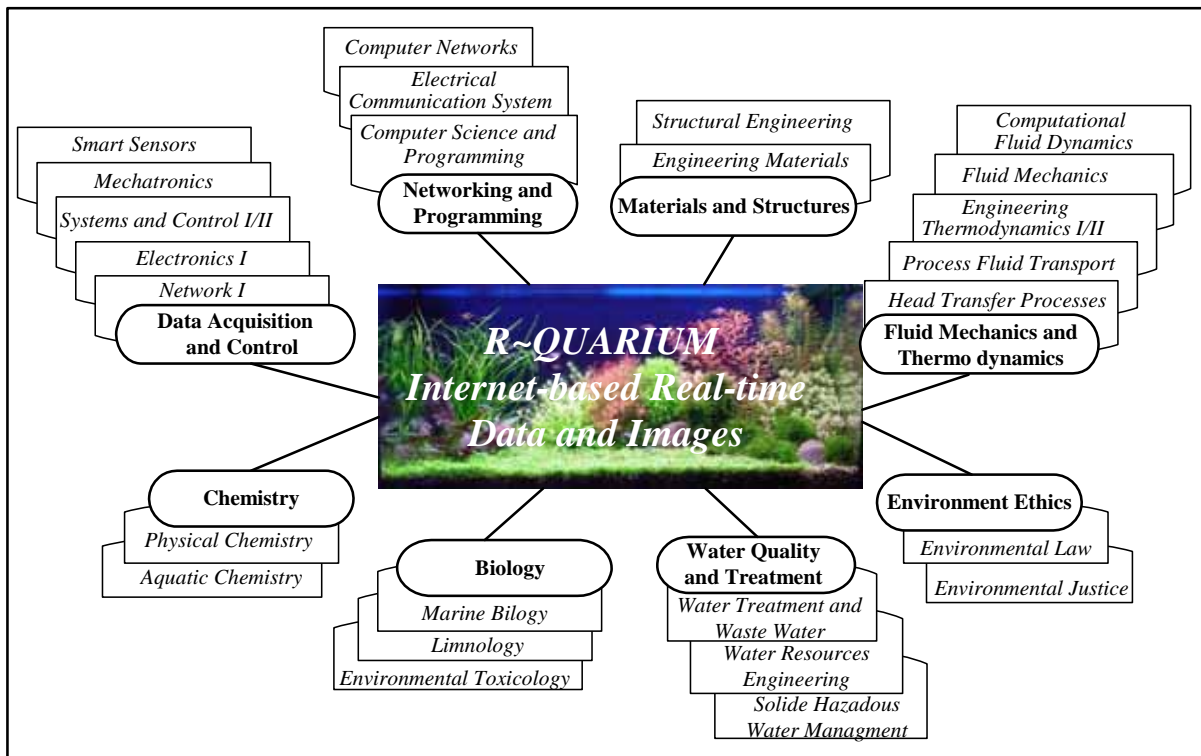 Computer Networks
Electrical
Communication System
Computer Science and
Programming
Networking and
Programming
Structural Engineering
Engineering Materials
Materials and Structures
Computational
Fluid Dynamics
Fluid Mechanics
Engineering
Thermodynamics I/II
Process Fluid Transport
Head Transfer Processes
Fluid Mechanics and
Thermo dynamics
Smart Sensors
Mechatronics
Systems and Control I/II
Electronics I
Network I
Data Acquisition
and Control
R~QUARIUM
Internet-based Real-time
Data and Images
Chemistry
Physical Chemistry
Aquatic Chemistry
Biology
Marine Bilogy
Limnology
Environmental Toxicology
Water Quality
and Treatment
Water Treatment and
Waste Water
Water Resources
Engineering
Solide Hazadous
Water Managment
Environment Ethics
Environmental Law
Environmental Justice